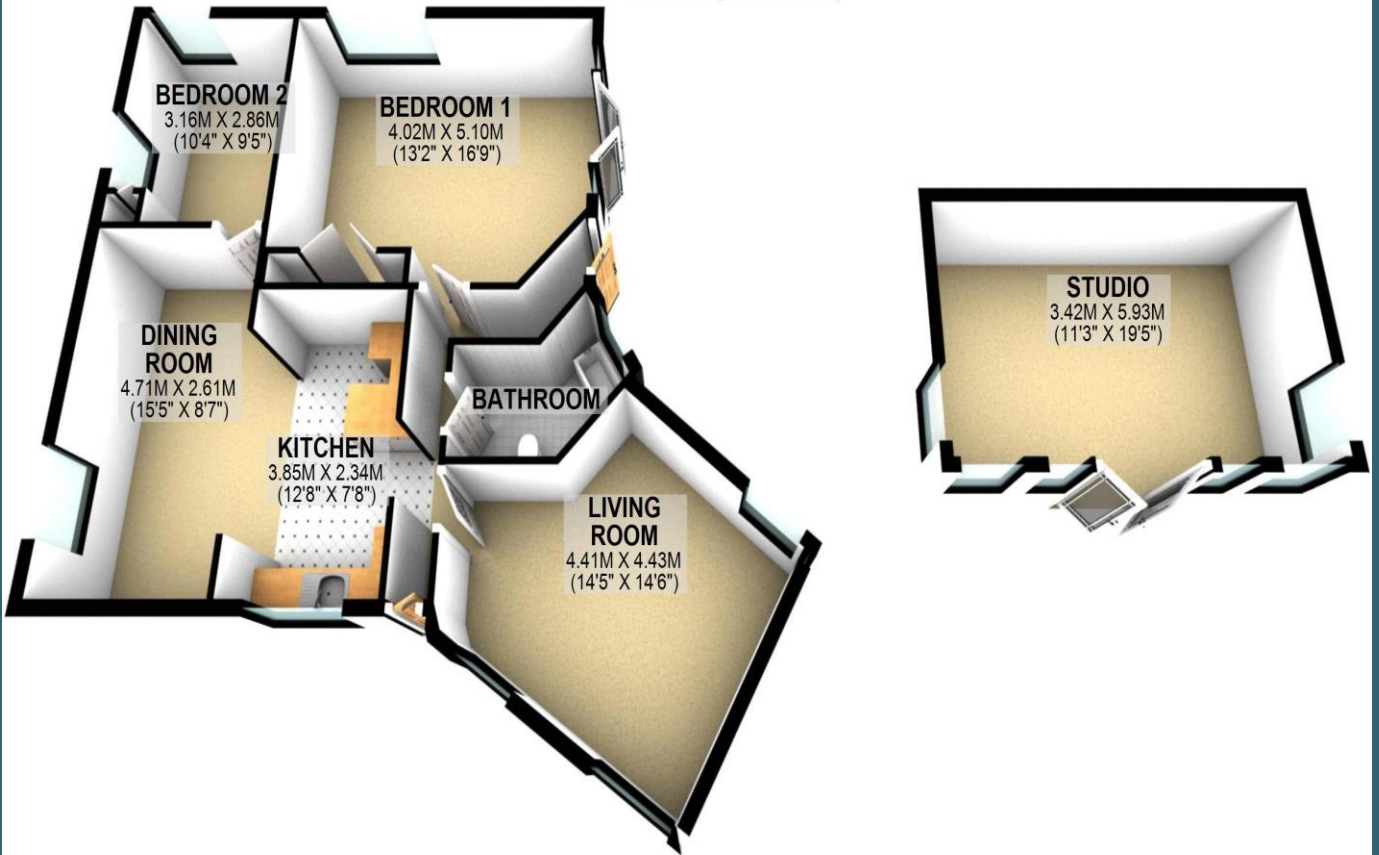 BEDROOM 2
3.16M X 2.86M
(10'4" X 9'5")
BEDROOM 1
4.02M X 5.10M
(13'2" X 16'9")
STUDIO
3.42M X 5.93M
(11'3" X 19'5")
DINING
ROOM
4.71M X 2.61M
(15'5" X 8'7")
BATHROOM
KITCHEN
3.85M X 2.34M
(12'8" X 7'8")
LIVING
ROOM
4.41M X 4.43M
(14'5" X 14'6")